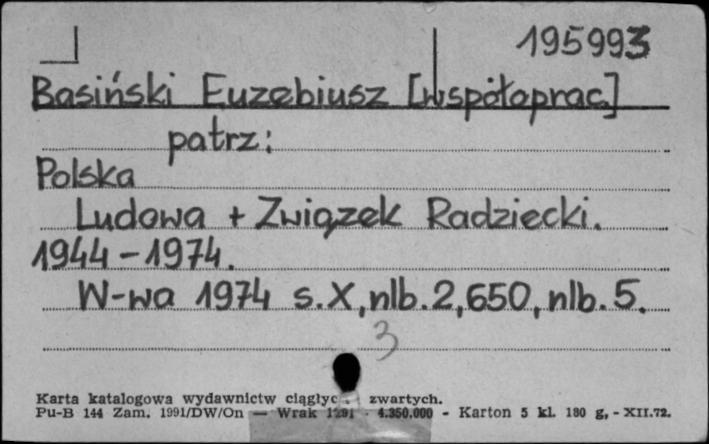 195993
Basiński Euzebiusz [współoprac.]
patrz:
Polska
Ludowa + Związek Radziecki.
1944-1974.
W-wa 1974 s.X, nlb.2, 650, nlb.5.
3
Karta katalogowa wydawnictw ciągłyc . zwartych.
Pu-B 144 Zam. 1991/DW/On — Wrak 1291 · 4.350.000 - Karton 5 kl. 180 g, - XII.72.